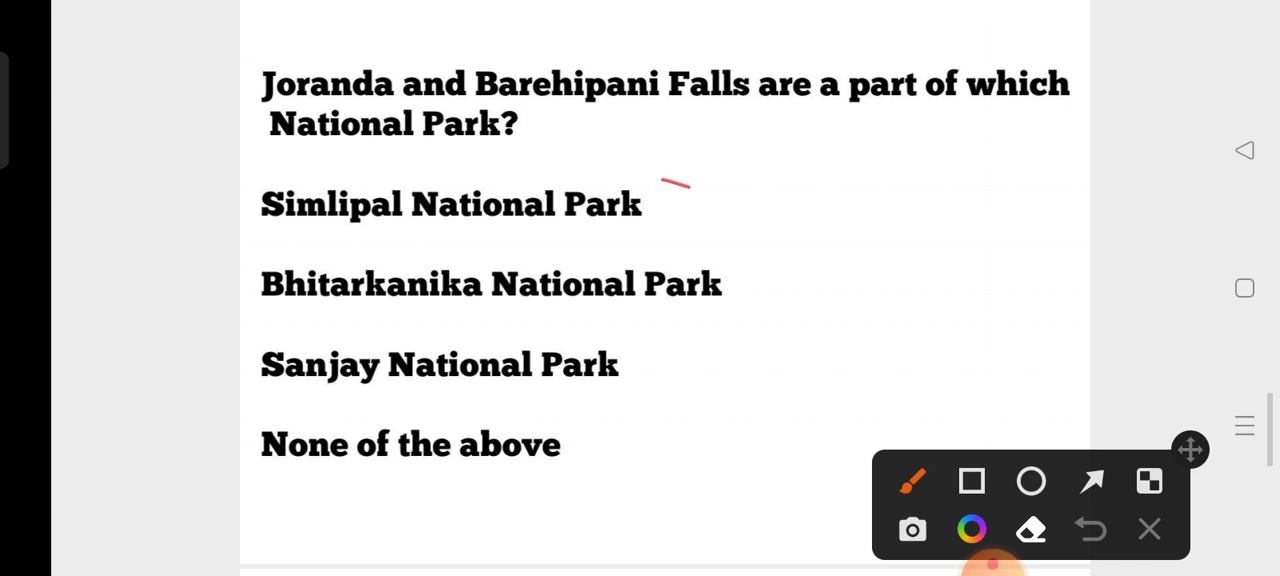 Joranda and Barehipani Falls are a part of which
National Park?
Simlipal National Park
Bhitarkanika National Park
Sanjay National Park
None of the above